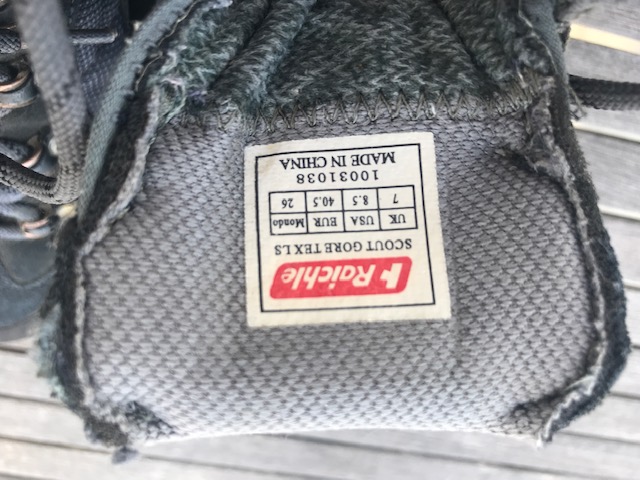 Raichle
SCOUT GORE TEX LS
UK USA EUR Mondo
7 8.5 40.5 26
10031038
MADE IN CHINA